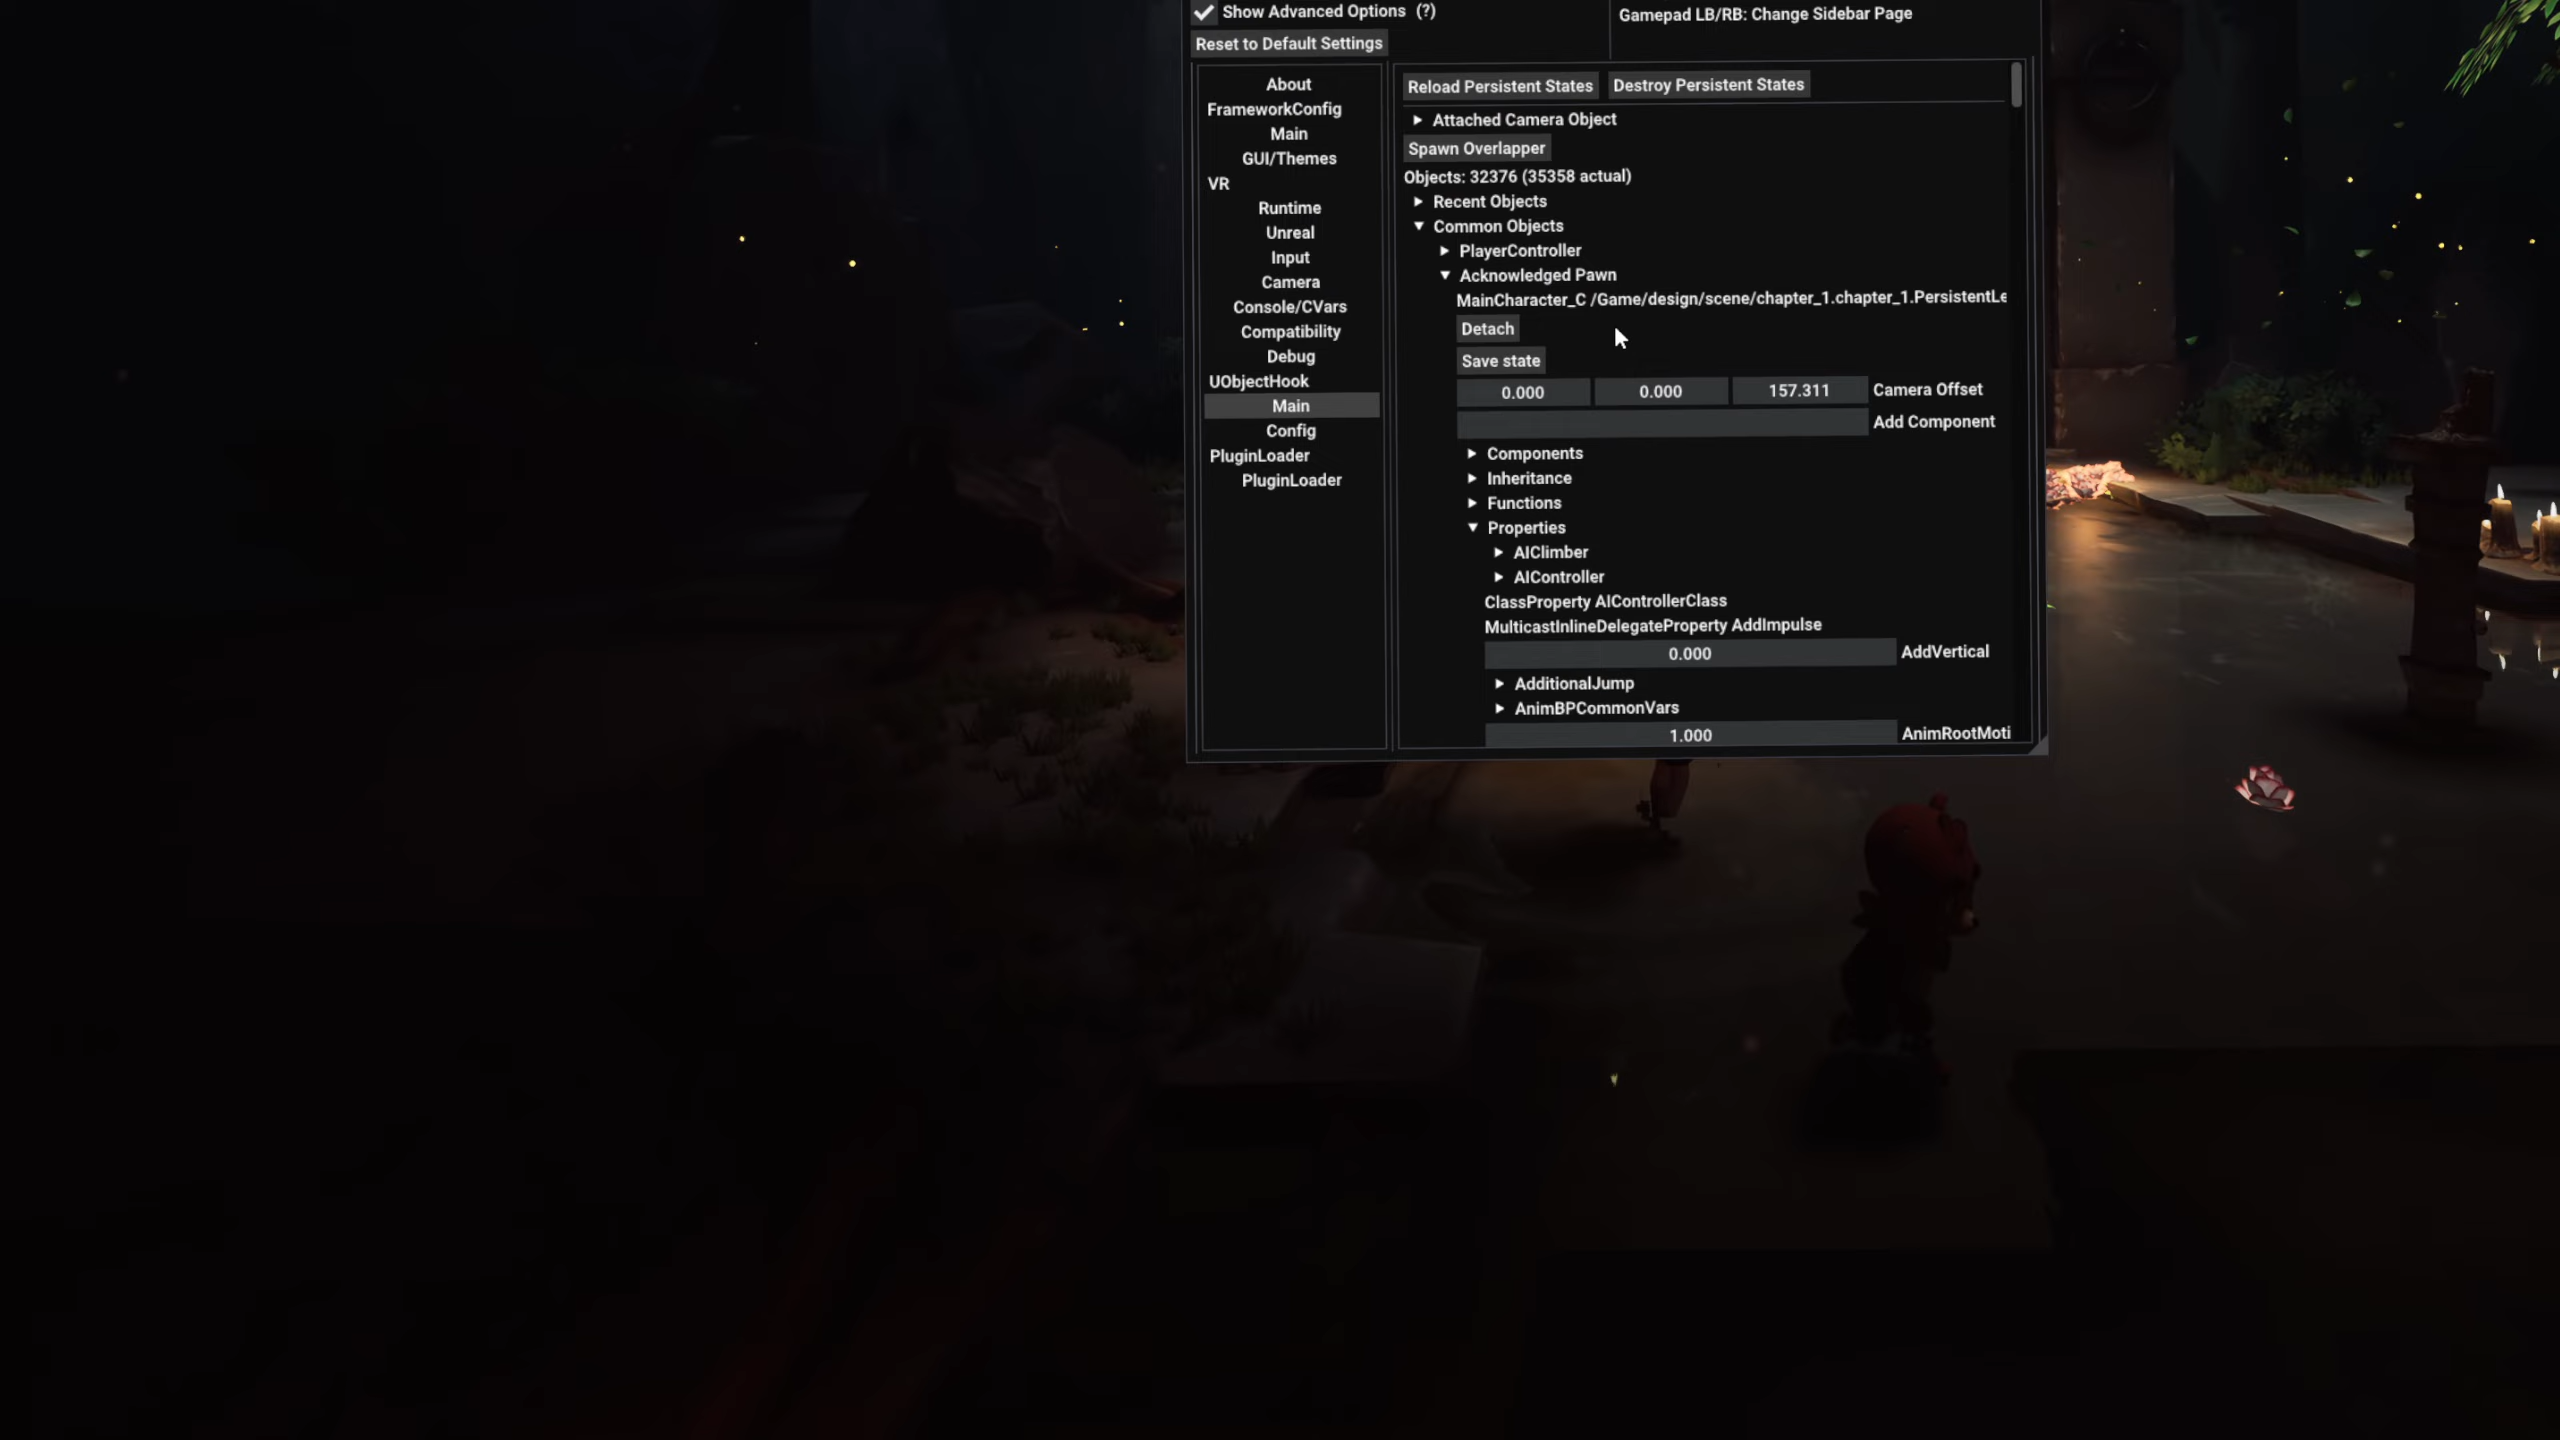 Show Advanced Options (?)
Gamepad LB/RB: Change Sidebar Page
Reset to Default Settings
About
FrameworkConfig
Main
GUI/Themes
VR
Runtime
Unreal
Input
Camera
Console/CVars
Compatibility
Debug
UObjectHook
Main
Config
PluginLoader
PluginLoader
Reload Persistent States Destroy Persistent States
Attached Camera Object
Spawn Overlapper
Objects: 32376 (35358 actual)
Recent Objects
Common Objects
PlayerController
Acknowledged Pawn
MainCharacter_C /Game/design/scene/chapter_1.chapter_1.PersistentLe
Detach
Save state
0.000 0.000 157.311 Camera Offset
Add Component
Components
Inheritance
Functions
Properties
AIClimber
AIController
ClassProperty AIControllerClass
MulticastInlineDelegateProperty AddImpulse
0.000 AddVertical
AdditionalJump
AnimBPCommonVars
1.000 AnimRootMoti